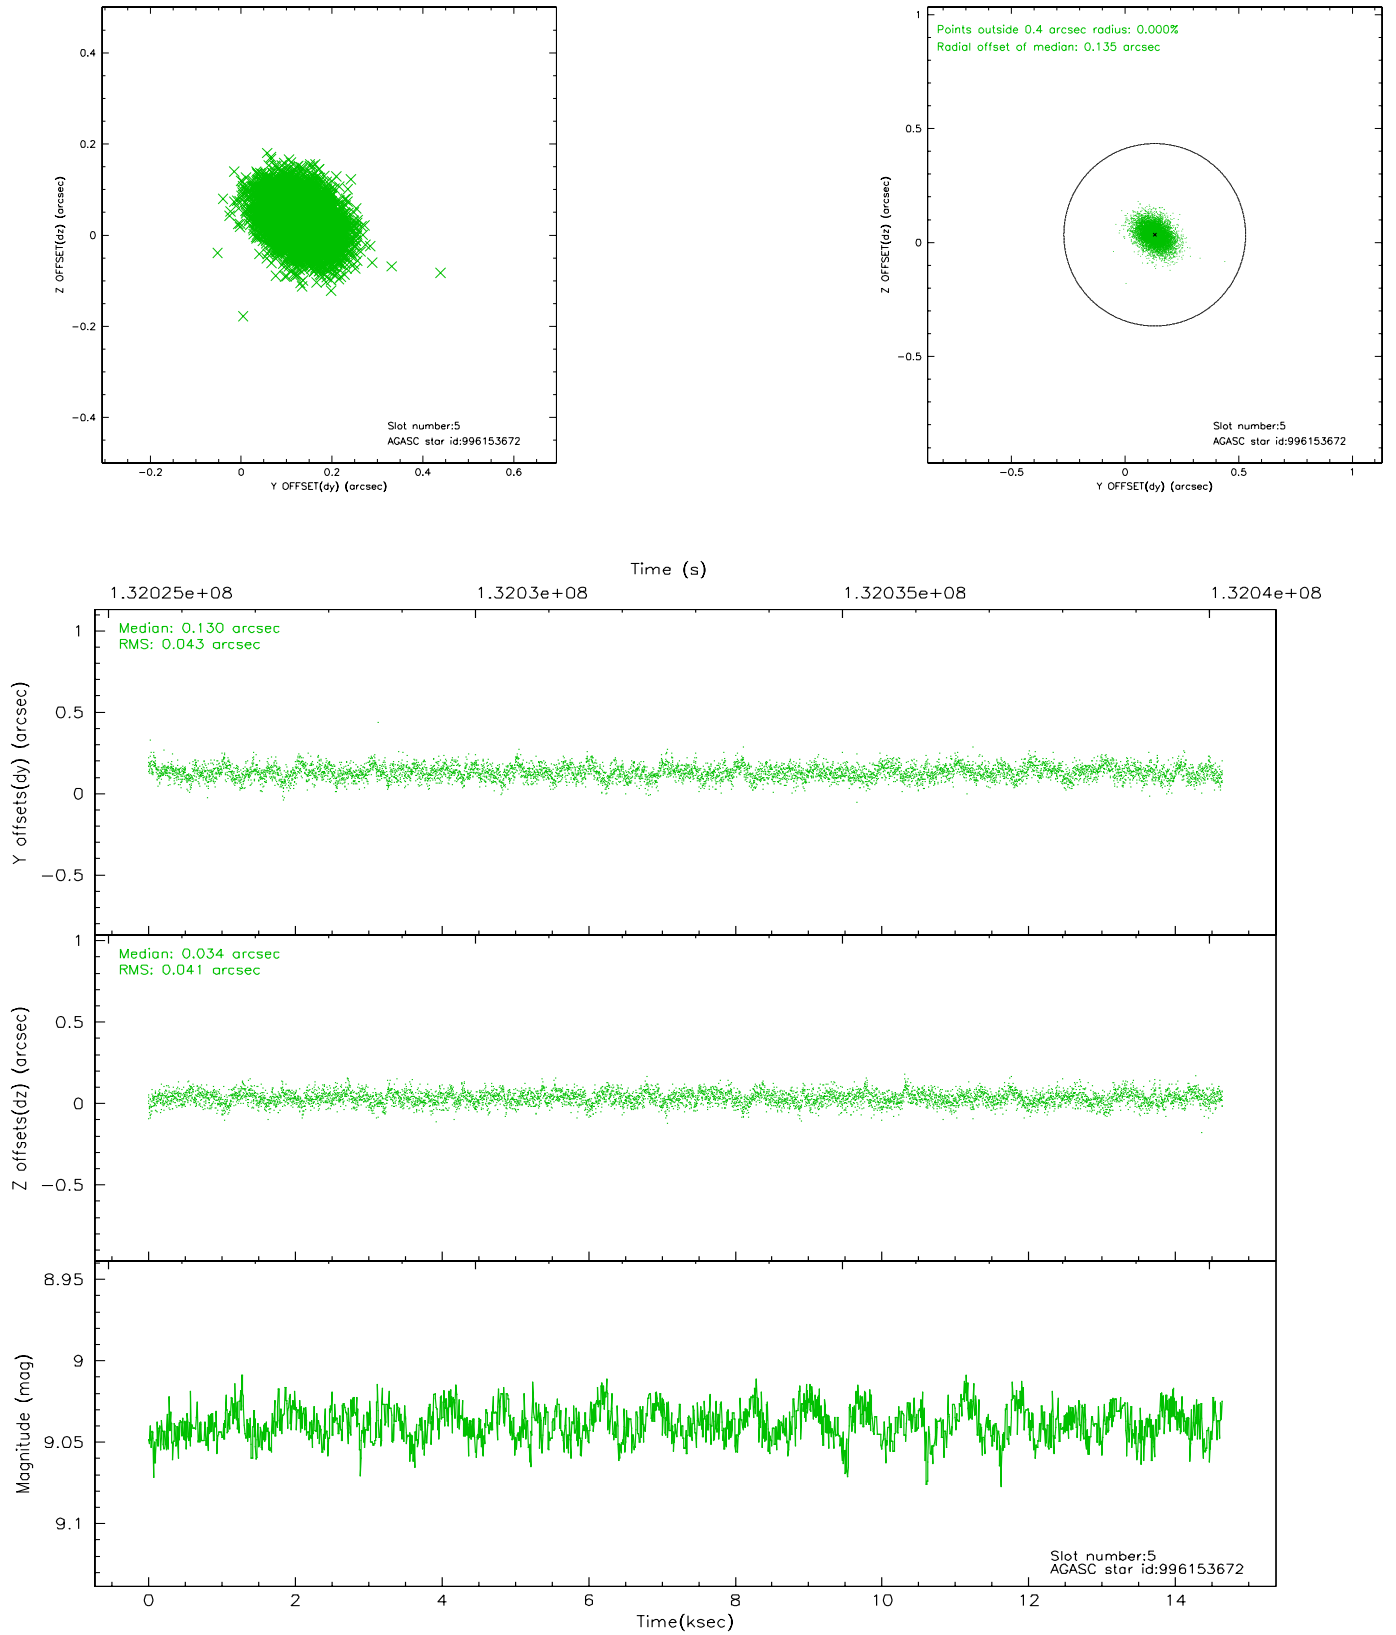 0.4
0.2
0
-0.2
-0.4
Z OFFSET(dz) (arcsec)
Slot number:5
AGASC star id:996153672
-0.2 0 0.2 0.4 0.6
Y OFFSET(dy) (arcsec)
1
0.5
0
-0.5
Z OFFSET(dz) (arcsec)
Points outside 0.4 arcsec radius: 0.000%
Radial offset of median: 0.135 arcsec
Slot number:5
AGASC star id:996153672
-0.5 0 0.5 1
Y OFFSET(dy) (arcsec)
Time (s)
1.32025e+08 1.3203e+08 1.32035e+08 1.3204e+08
Median: 0.130 arcsec
RMS: 0.043 arcsec
1
0.5
0
-0.5
Y offsets(dy) (arcsec)
Median: 0.034 arcsec
RMS: 0.041 arcsec
1
0.5
0
-0.5
Z offsets(dz) (arcsec)
8.95
9
9.05
9.1
Magnitude (mag)
Slot number:5
AGASC star id:996153672
0 2 4 6 8 10 12 14
Time(ksec)